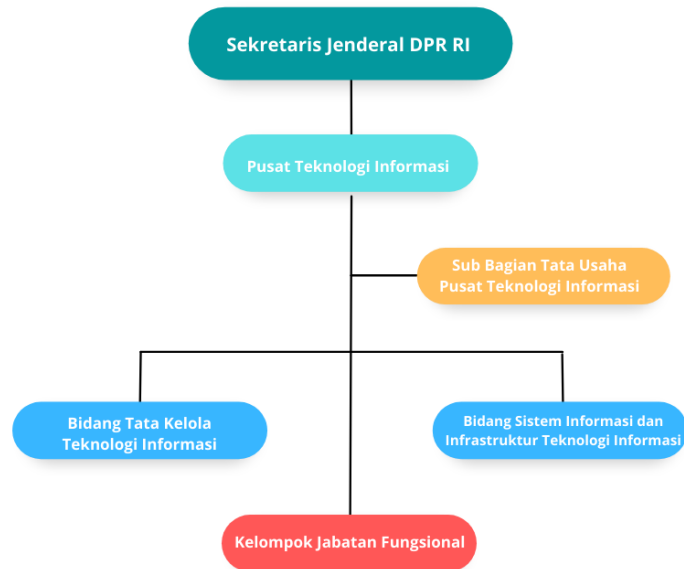 Sekretaris Jenderal DPR RI
Pusat Teknologi Informasi
Sub Bagian Tata Usaha
Pusat Teknologi Informasi
Bidang Tata Kelola
Teknologi Informasi
Bidang Sistem Informasi dan
Infrastruktur Teknologi Informasi
Kelompok Jabatan Fungsional